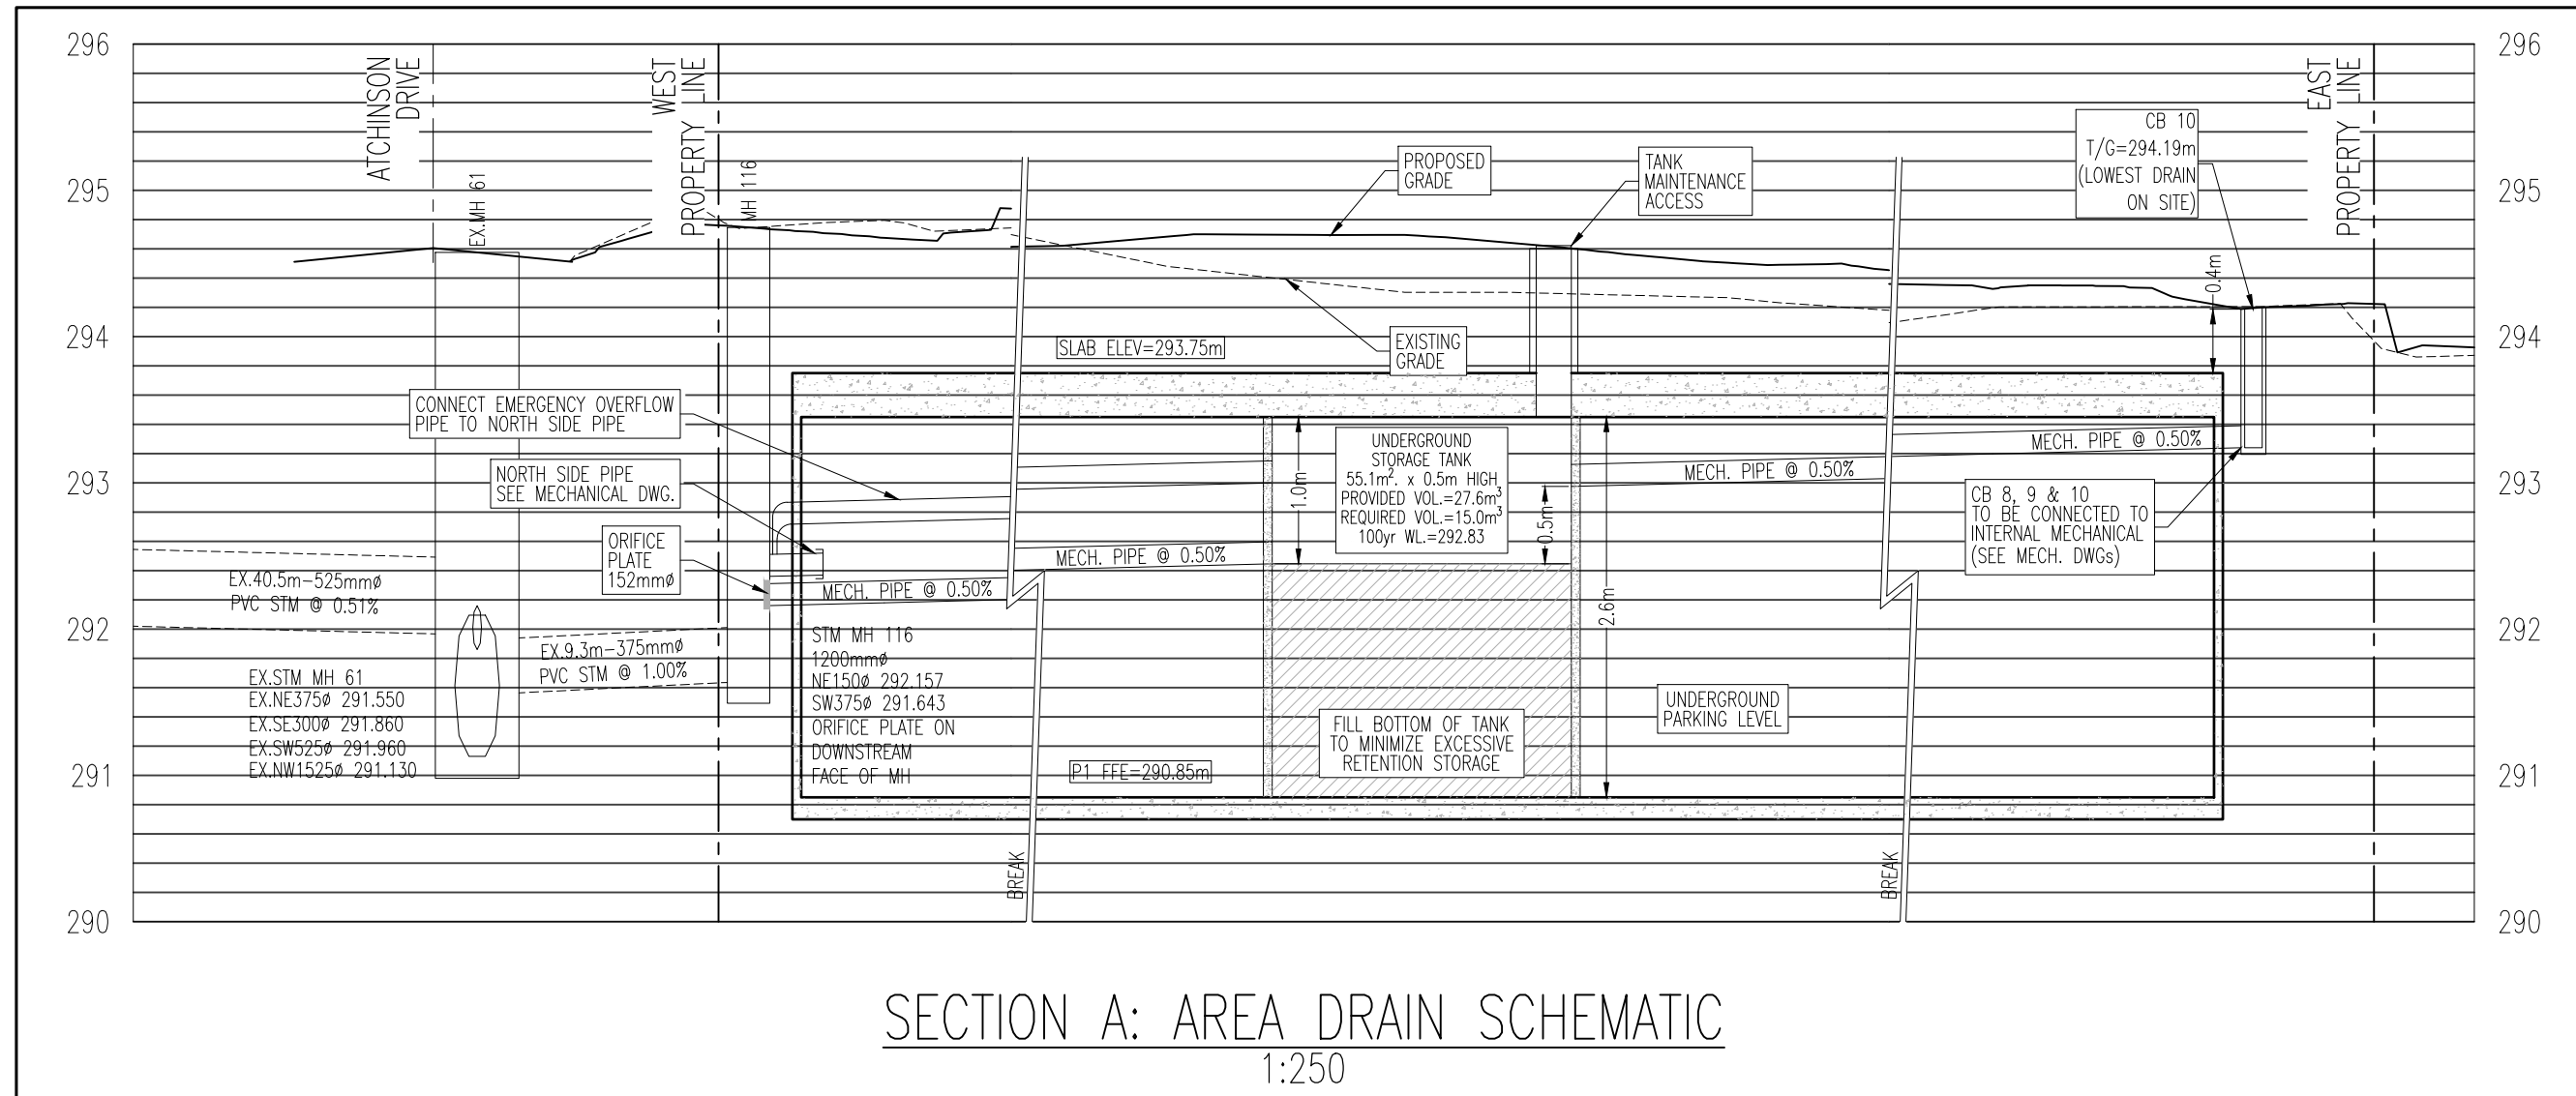 296
295
294
293
292
291
290
ATCHINSON
DRIVE
EX.MH 61
WEST
PROPERTY LINE
MH 116
PROPOSED
GRADE
TANK
MAINTENANCE
ACCESS
CB 10
T/G=294.19m
(LOWEST DRAIN
ON SITE)
EAST
PROPERTY LINE
0.4m
SLAB ELEV=293.75m
EXISTING
GRADE
CONNECT EMERGENCY OVERFLOW
PIPE TO NORTH SIDE PIPE
NORTH SIDE PIPE
SEE MECHANICAL DWG.
ORIFICE
PLATE
152mmø
EX.40.5m-525mmø
PVC STM @ 0.51%
EX.9.3m-375mmø
PVC STM @ 1.00%
EX.STM MH 61
EX.NE375ø 291.550
EX.SE300ø 291.860
EX.SW525ø 291.960
EX.NW1525ø 291.130
MECH. PIPE @ 0.50%
STM MH 116
1200mmø
NE150ø 292.157
SW375ø 291.643
ORIFICE PLATE ON
DOWNSTREAM
FACE OF MH
MECH. PIPE @ 0.50%
P1 FFE=290.85m
1.0m
UNDERGROUND
STORAGE TANK
55.1m². x 0.5m HIGH
PROVIDED VOL.=27.6m³
REQUIRED VOL.=15.0m³
100yr WL.=292.83
0.5m
2.6m
FILL BOTTOM OF TANK
TO MINIMIZE EXCESSIVE
RETENTION STORAGE
UNDERGROUND
PARKING LEVEL
MECH. PIPE @ 0.50%
MECH. PIPE @ 0.50%
CB 8, 9 & 10
TO BE CONNECTED TO
INTERNAL MECHANICAL
(SEE MECH. DWGs)
BREAK
BREAK
296
295
294
293
292
291
290
SECTION A: AREA DRAIN SCHEMATIC
1:250